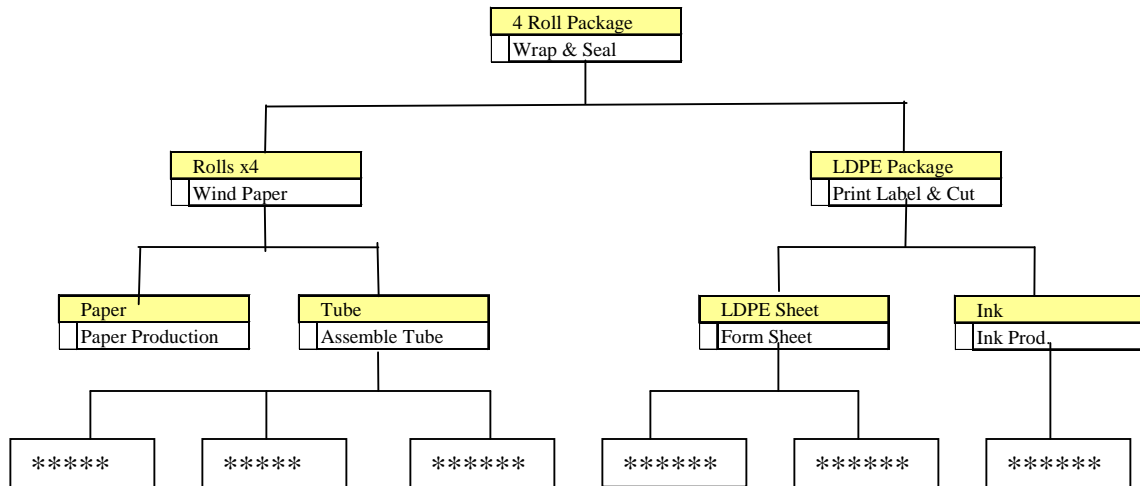 4 Roll Package
Wrap & Seal
Rolls x4
Wind Paper
LDPE Package
Print Label & Cut
Paper
Paper Production
Tube
Assemble Tube
LDPE Sheet
Form Sheet
Ink
Ink Prod.
*****
*****
******
******
******
******